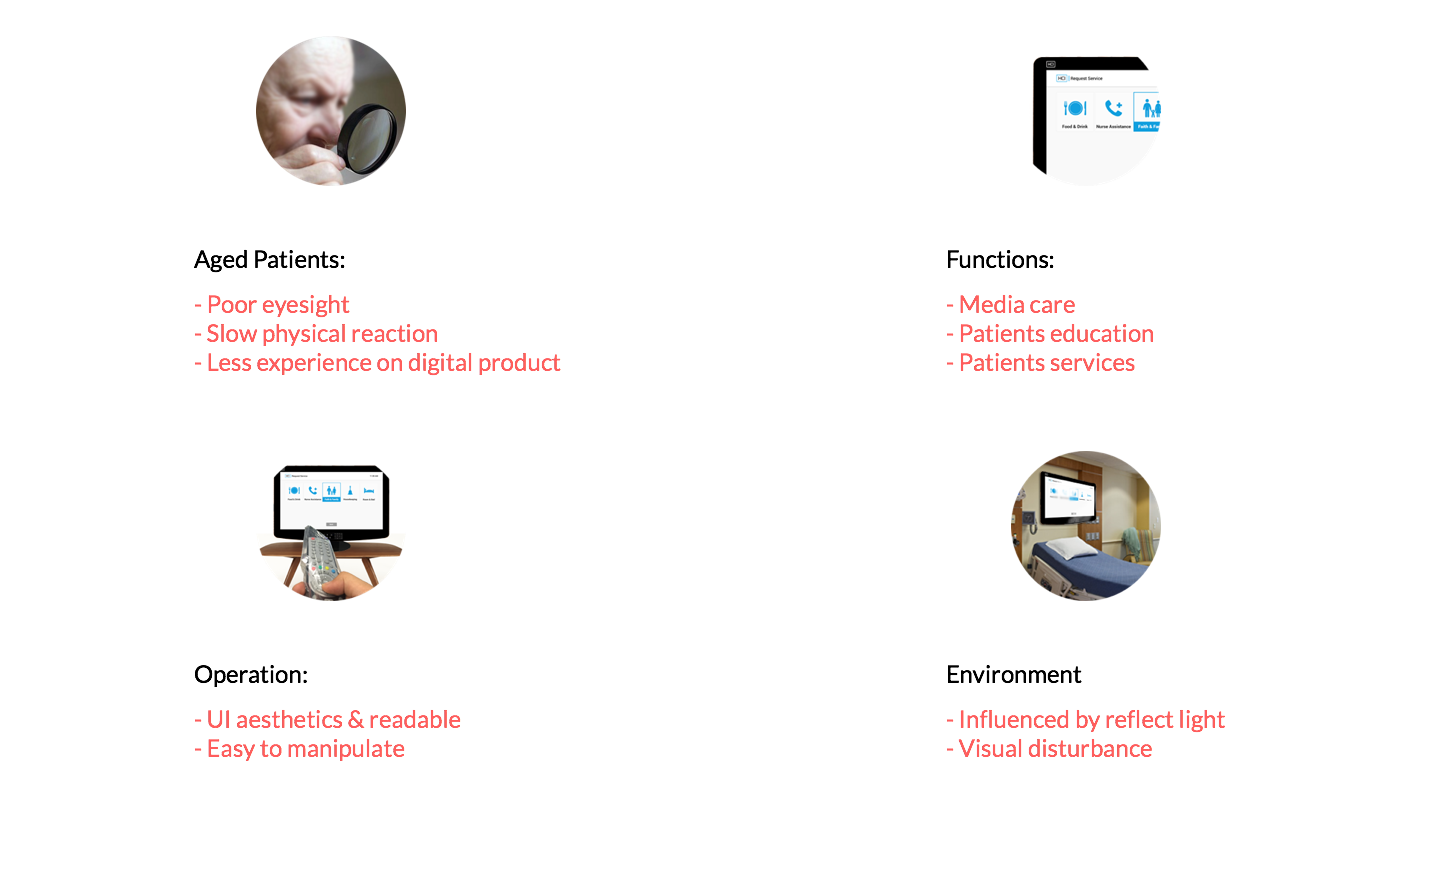 HCI
HCI Request Service
Food & Drink
Nurse Assistance
Faith & Fa
Aged Patients:
- Poor eyesight
- Slow physical reaction
- Less experience on digital product
Functions:
- Media care
- Patients education
- Patients services
Operation:
- UI aesthetics & readable
- Easy to manipulate
Environment
- Influenced by reflect light
- Visual disturbance